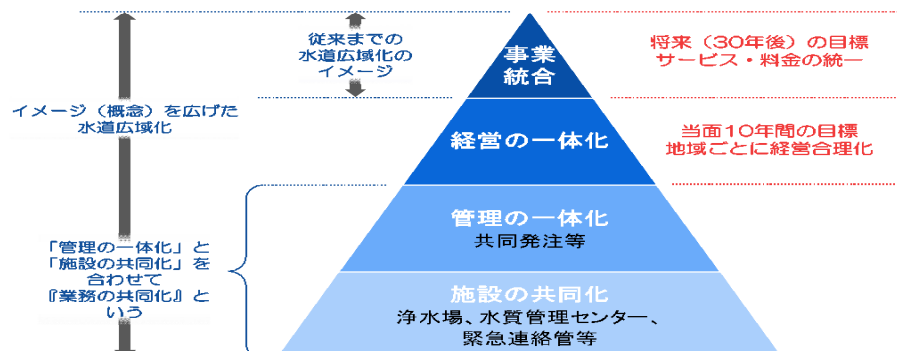 従来までの
水道広域化の
イメージ
イメージ（概念）を広げた
水道広域化
「管理の一体化」と
「施設の共同化」を
合わせて
『業務の共同化』と
いう
事業
統合
経営の一体化
管理の一体化
共同発注等
施設の共同化
浄水場、水質管理センター、
緊急連絡管等
将来（30年後）の目標
サービス・料金の統一
当面10年間の目標
地域ごとに経営合理化